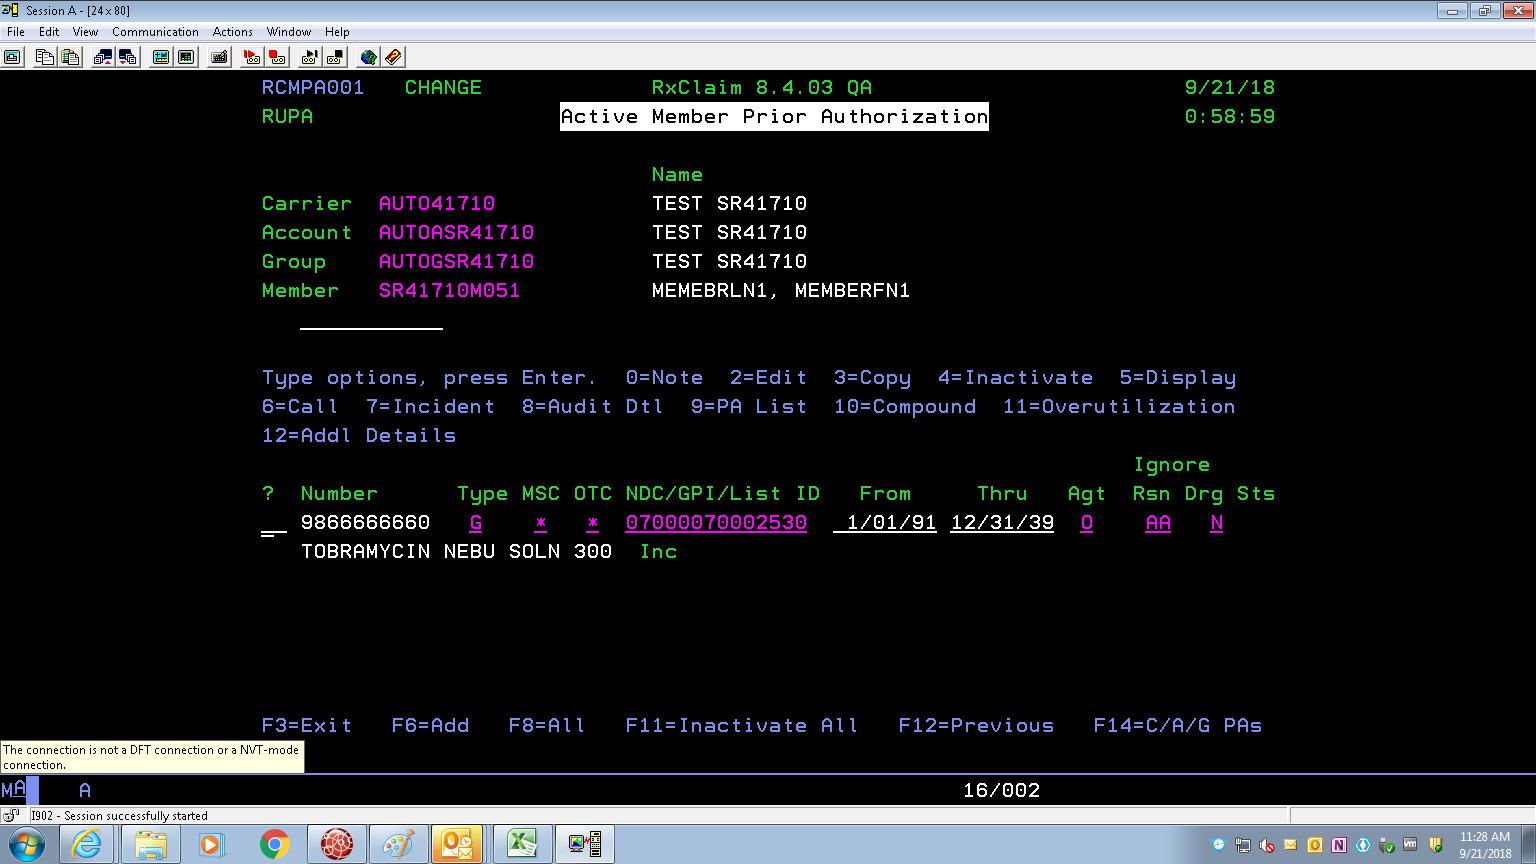 Session A - [24 x 80]
File Edit View Communication Actions Window Help
RCMPA001 CHANGE RxClaim 8.4.03 QA 9/21/18
RUPA Active Member Prior Authorization 0:58:59
Name
Carrier AUTO41710 TEST SR41710
Account AUTOASR41710 TEST SR41710
Group AUTOGSR41710 TEST SR41710
Member SR41710M051 MEMEBRLN1, MEMBERFN1
Type options, press Enter. 0=Note 2=Edit 3=Copy 4=Inactivate 5=Display
6=Call 7=Incident 8=Audit Dtl 9=PA List 10=Compound 11=Overutilization
12=Addl Details
Ignore
? Number Type MSC OTC NDC/GPI/List ID From Thru Agt Rsn Drg Sts
9866666660 G * * 07000070002530 1/01/91 12/31/39 O AA N
TOBRAMYCIN NEBU SOLN 300 Inc
F3=Exit F6=Add F8=All F11=Inactivate All F12=Previous F14=C/A/G PAs
The connection is not a DFT connection or a NVT-mode
connection.
MA A 16/002
I902 - Session successfully started
11:28 AM
9/21/2018